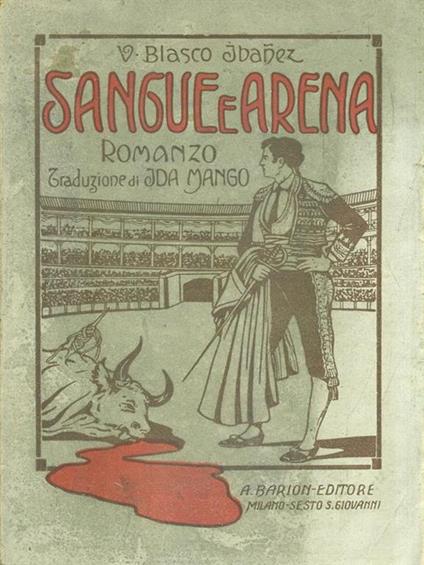 V. Blasco Ibañez
SANGUE E ARENA
ROMANZO
Traduzione di IDA MANGO
A. BARION-EDITORE
MILANO-SESTO S. GIOVANNI